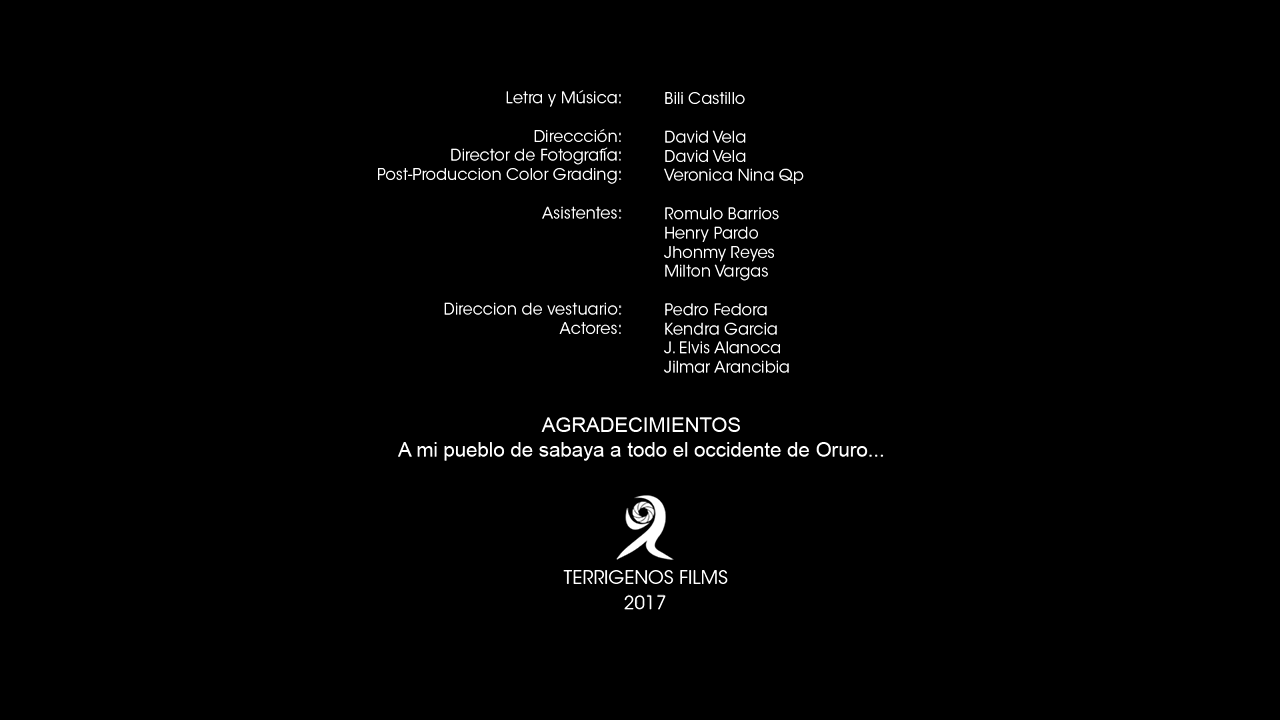 Letra y Música: Bili Castillo
Direccción: David Vela
Director de Fotografía: David Vela
Post-Produccion Color Grading: Veronica Nina Qp
Asistentes: Romulo Barrios
Henry Pardo
Jhonmy Reyes
Milton Vargas
Direccion de vestuario: Pedro Fedora
Actores: Kendra Garcia
J. Elvis Alanoca
Jilmar Arancibia
AGRADECIMIENTOS
A mi pueblo de sabaya a todo el occidente de Oruro...
TERRIGENOS FILMS
2017